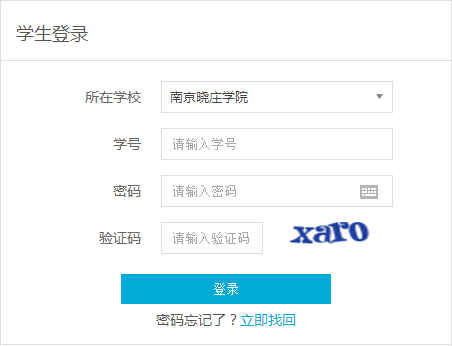 学生登录
所在学校 南京晓庄学院
学号 请输入学号
密码 请输入密码
验证码 请输入验证码 xaro
登录
密码忘记了？立即找回